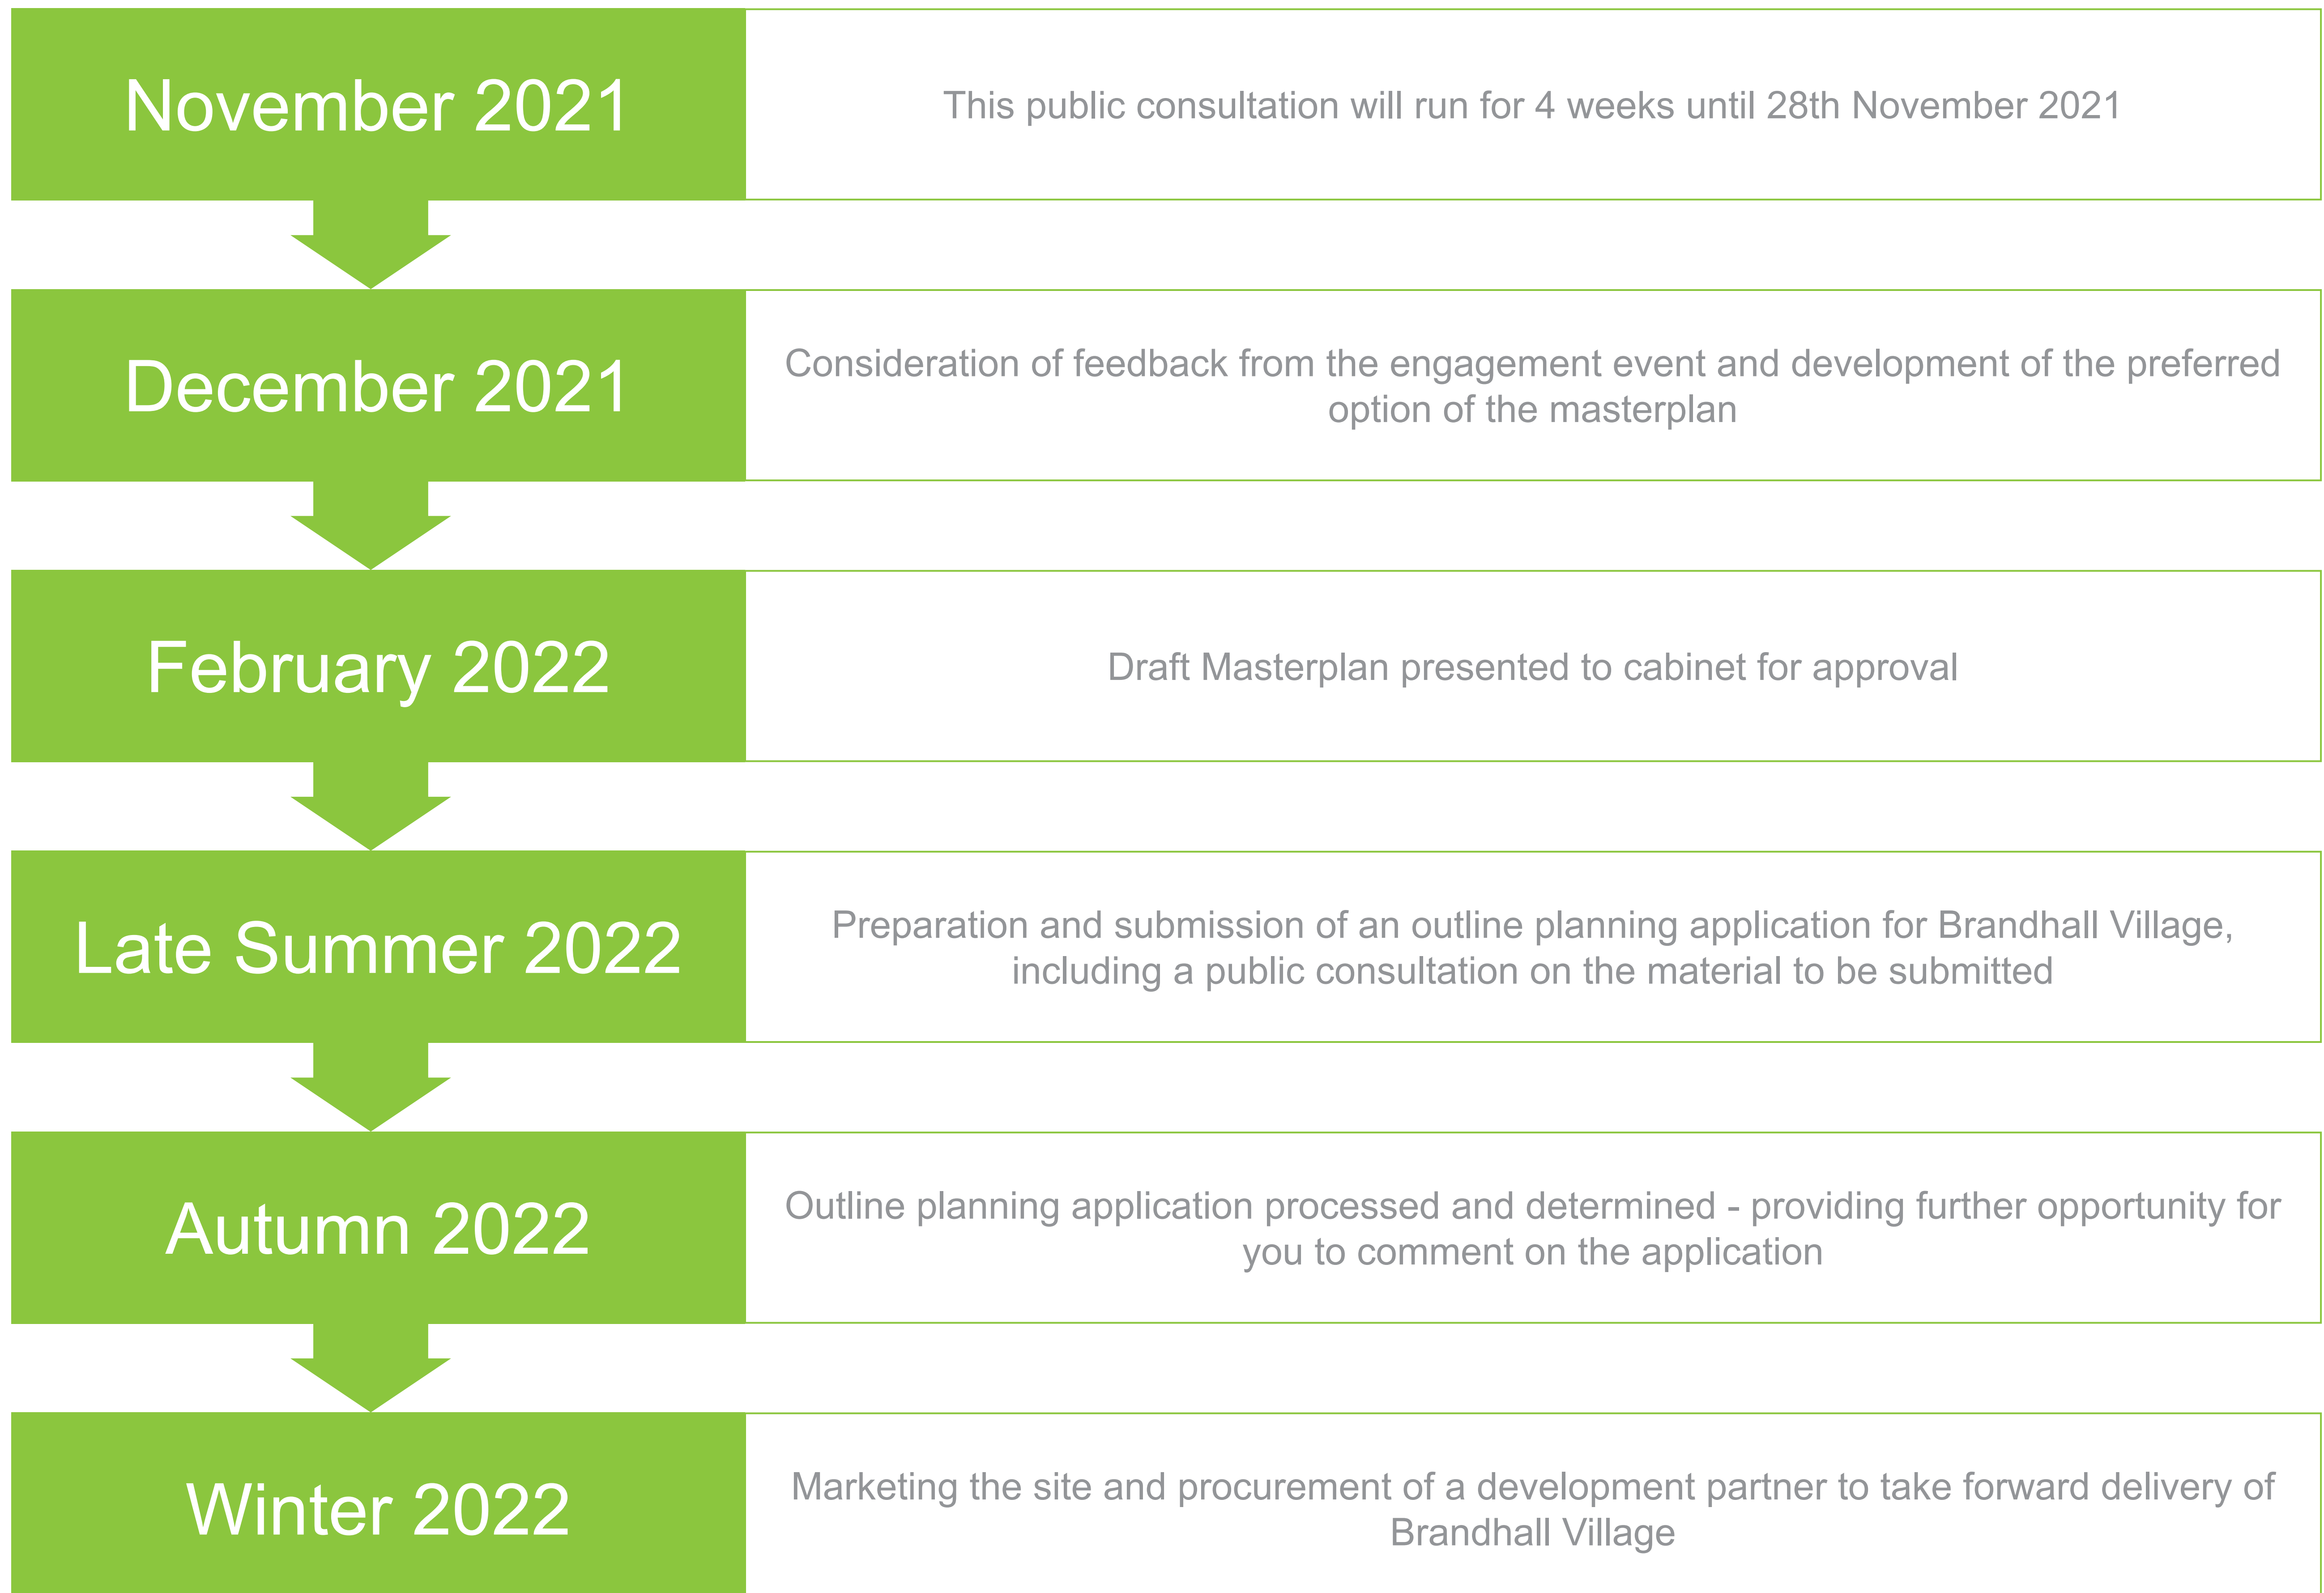 November 2021
This public consultation will run for 4 weeks until 28th November 2021
December 2021
Consideration of feedback from the engagement event and development of the preferred
option of the masterplan
February 2022
Draft Masterplan presented to cabinet for approval
Late Summer 2022
Preparation and submission of an outline planning application for Brandhall Village,
including a public consultation on the material to be submitted
Autumn 2022
Outline planning application processed and determined - providing further opportunity for
you to comment on the application
Winter 2022
Marketing the site and procurement of a development partner to take forward delivery of
Brandhall Village